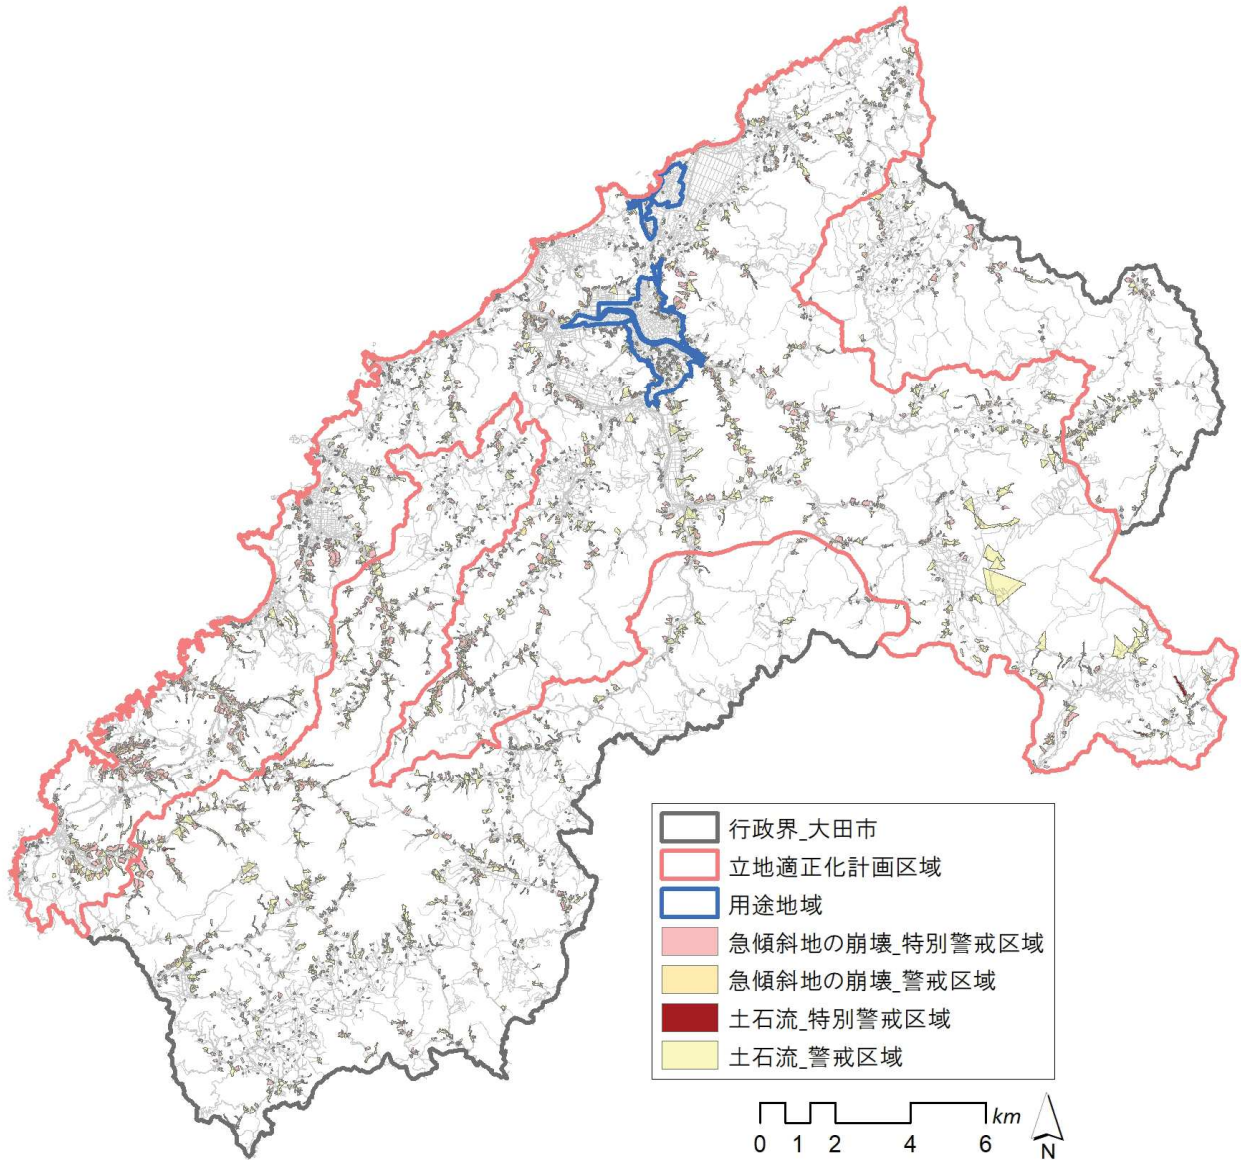 行政界_大田市
立地適正化計画区域
用途地域
急傾斜地の崩壊_特別警戒区域
急傾斜地の崩壊_警戒区域
土石流_特別警戒区域
土石流_警戒区域
km
0 1 2 4 6
N